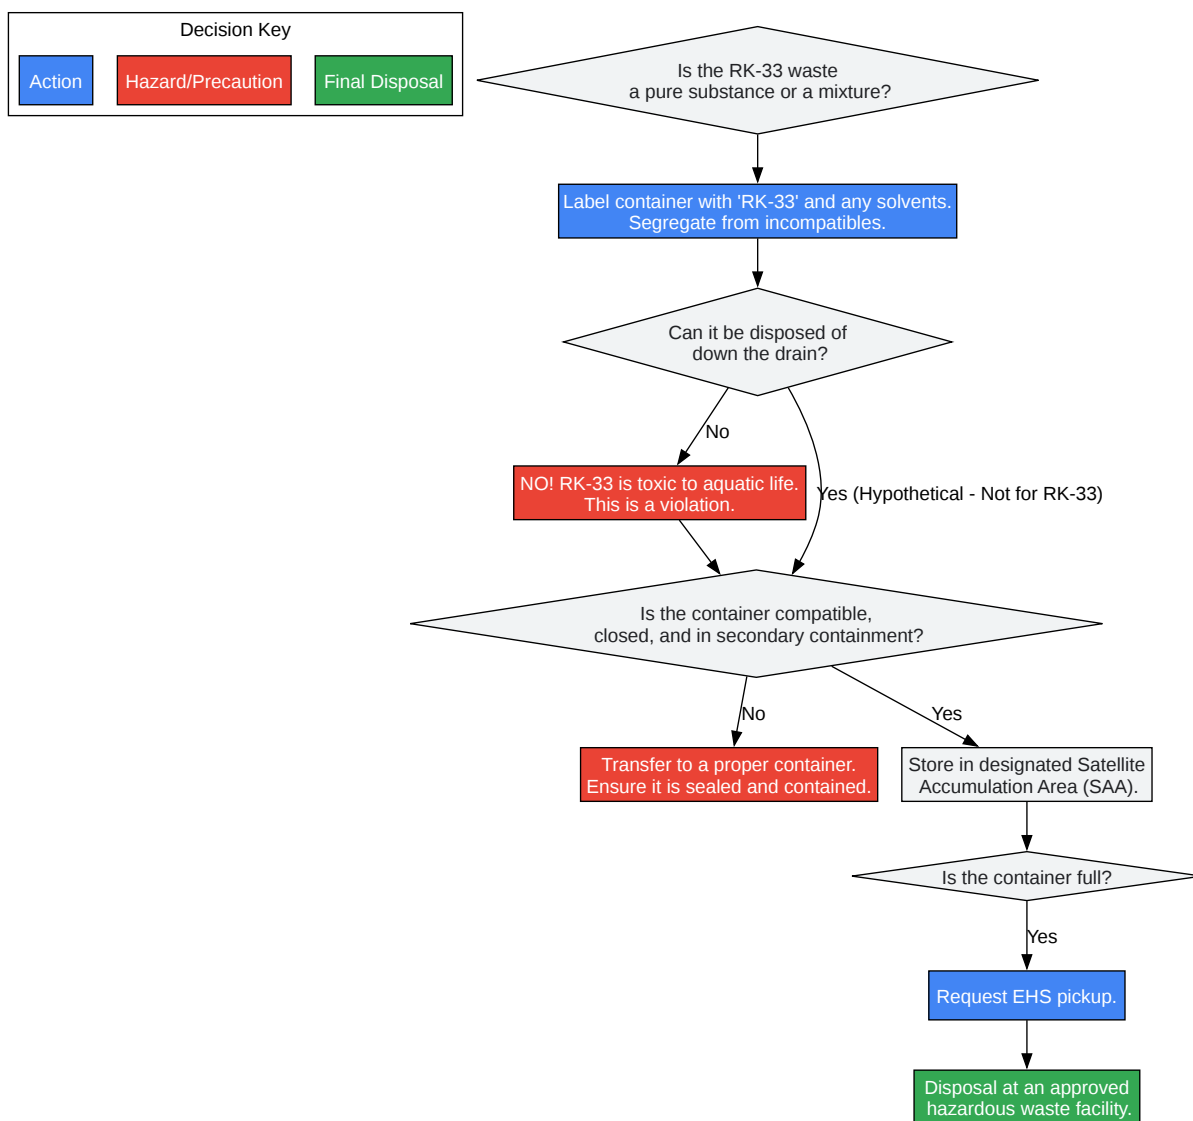 Decision Key
Action
Hazard/Precaution
Final Disposal
Is the RK-33 waste
a pure substance or a mixture?
Label container with 'RK-33' and any solvents.
Segregate from incompatibles.
Can it be disposed of
down the drain?
No
NO! RK-33 is toxic to aquatic life.
This is a violation.
Yes (Hypothetical - Not for RK-33)
Is the container compatible,
closed, and in secondary containment?
No
Yes
Transfer to a proper container.
Ensure it is sealed and contained.
Store in designated Satellite
Accumulation Area (SAA).
Is the container full?
Yes
Request EHS pickup.
Disposal at an approved
hazardous waste facility.